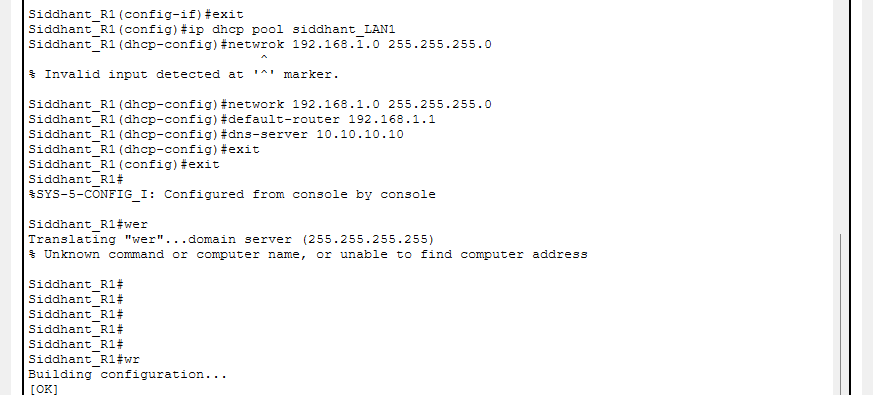 Siddhant_R1(config-if)#exit
Siddhant_R1(config)#ip dhcp pool siddhant_LAN1
Siddhant_R1(dhcp-config)#netwrok 192.168.1.0 255.255.255.0
^
% Invalid input detected at '^' marker.
Siddhant_R1(dhcp-config)#network 192.168.1.0 255.255.255.0
Siddhant_R1(dhcp-config)#default-router 192.168.1.1
Siddhant_R1(dhcp-config)#dns-server 10.10.10.10
Siddhant_R1(dhcp-config)#exit
Siddhant_R1(config)#exit
Siddhant_R1#
%SYS-5-CONFIG_I: Configured from console by console
Siddhant_R1#wer
Translating "wer"...domain server (255.255.255.255)
% Unknown command or computer name, or unable to find computer address
Siddhant_R1#
Siddhant_R1#
Siddhant_R1#
Siddhant_R1#
Siddhant_R1#
Siddhant_R1#wr
Building configuration...
[OK]